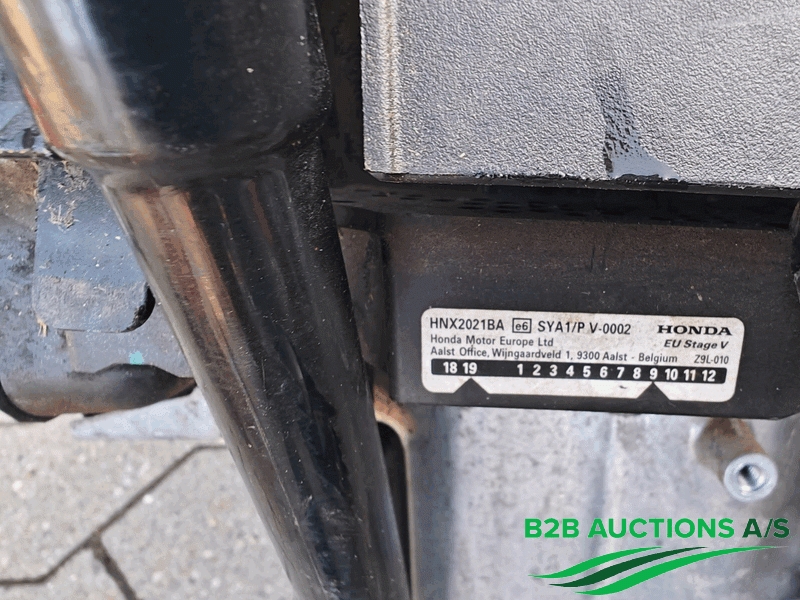 HNX2021BA e6 SYA1/P V-0002 HONDA
Honda Motor Europe Ltd EU Stage V
Aalst Office, Wijngaardveld 1, 9300 Aalst - Belgium Z9L-010
18 19 1 2 3 4 5 6 7 8 9 10 11 12
B2B AUCTIONS A/S